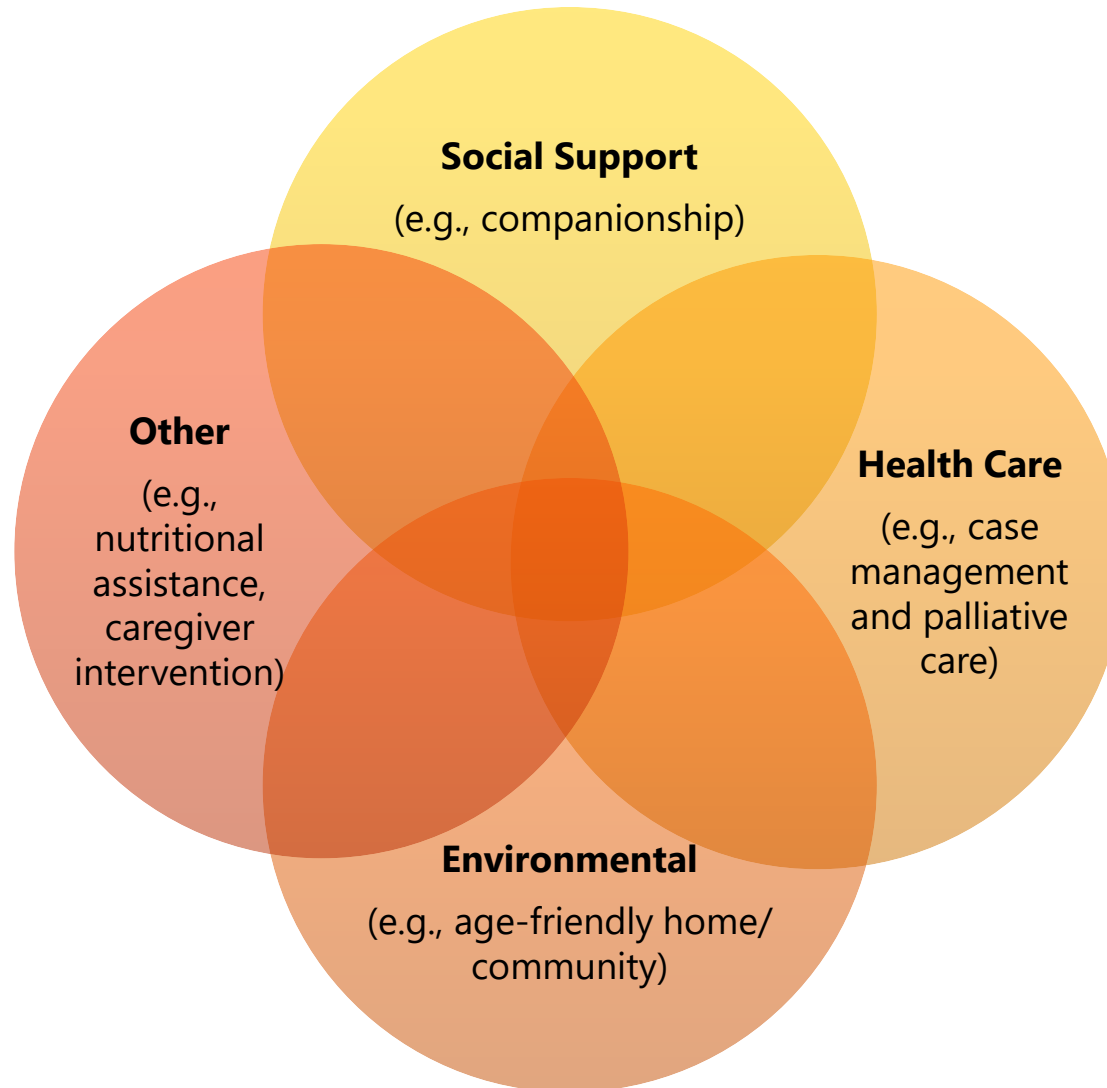 Social Support
(e.g., companionship)
Other
(e.g.,
nutritional
assistance,
caregiver
intervention)
Health Care
(e.g., case
management
and palliative
care)
Environmental
(e.g., age-friendly home/
community)